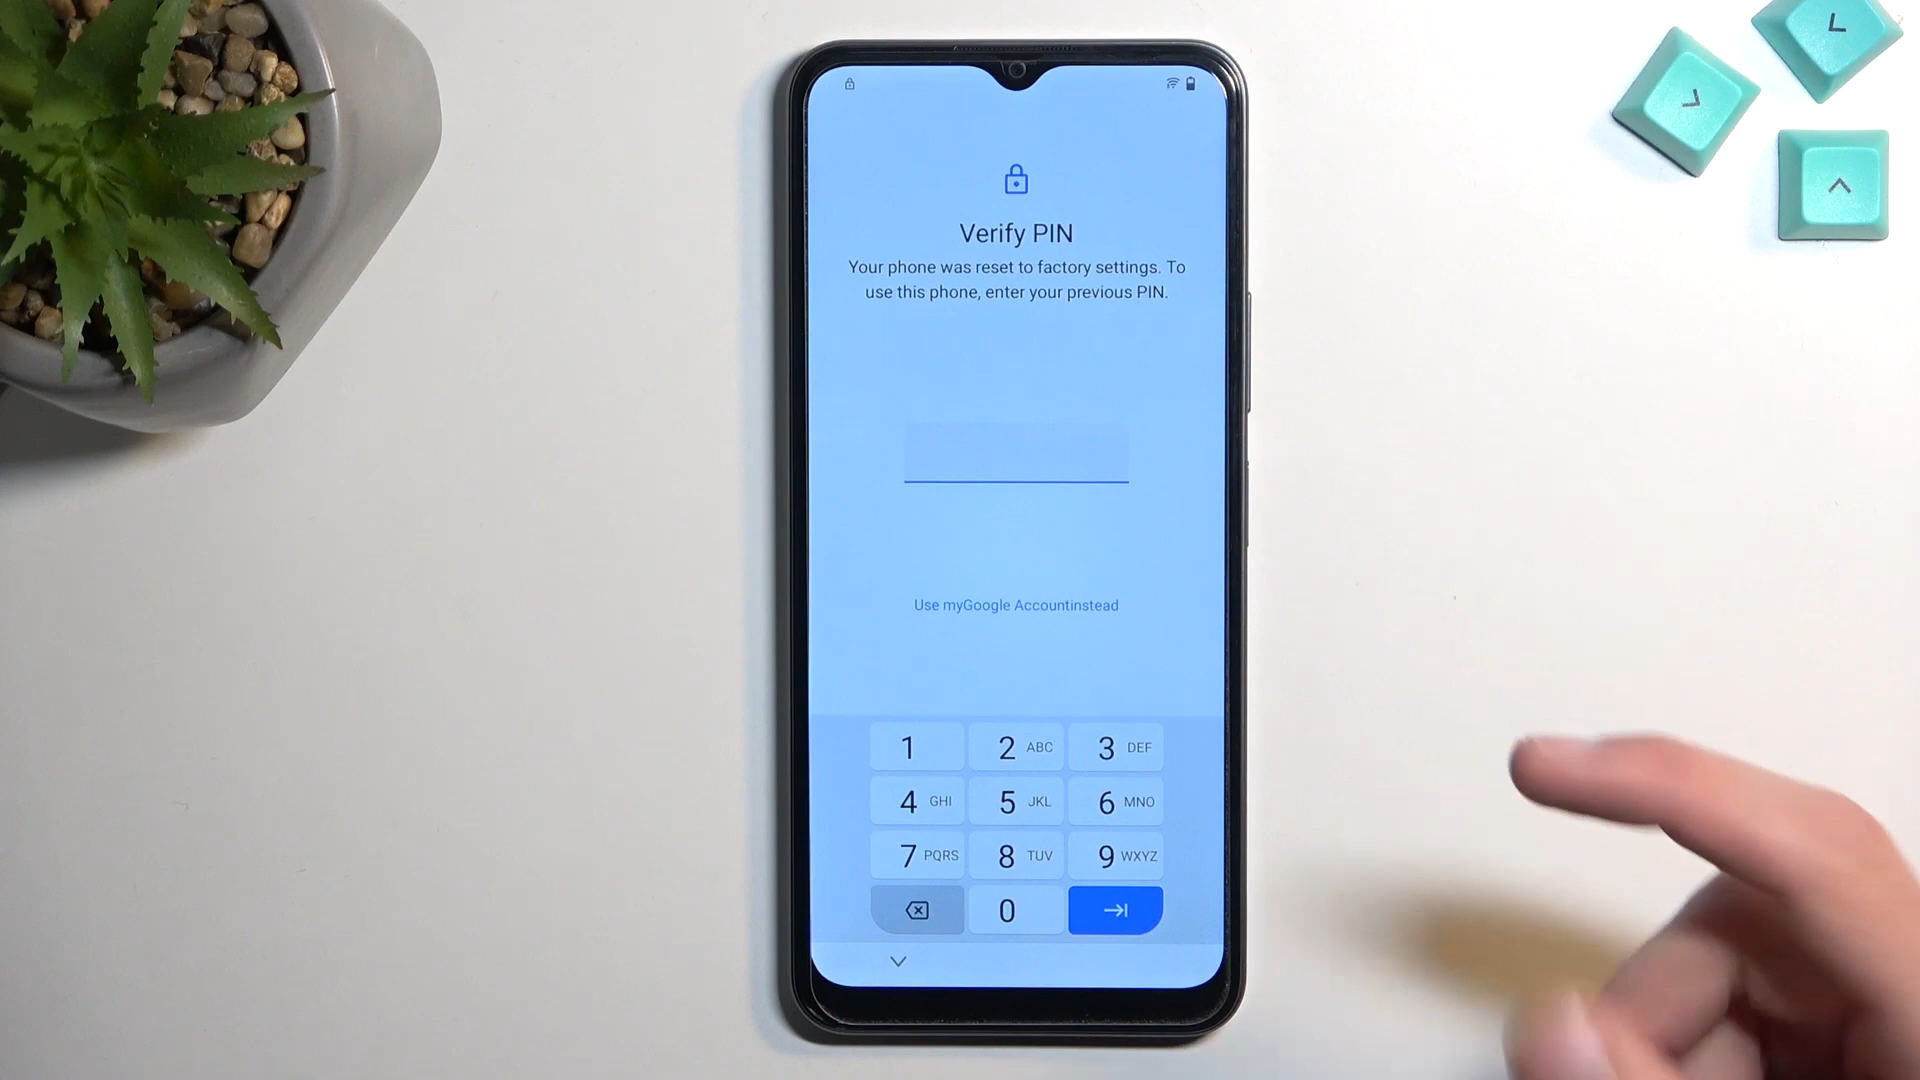 Verify PIN
Your phone was reset to factory settings. To
use this phone, enter your previous PIN.
Use myGoogle Accountinstead
1 2 ABC 3 DEF
4 GHI 5 JKL 6 MNO
7 PQRS 8 TUV 9 WXYZ
0